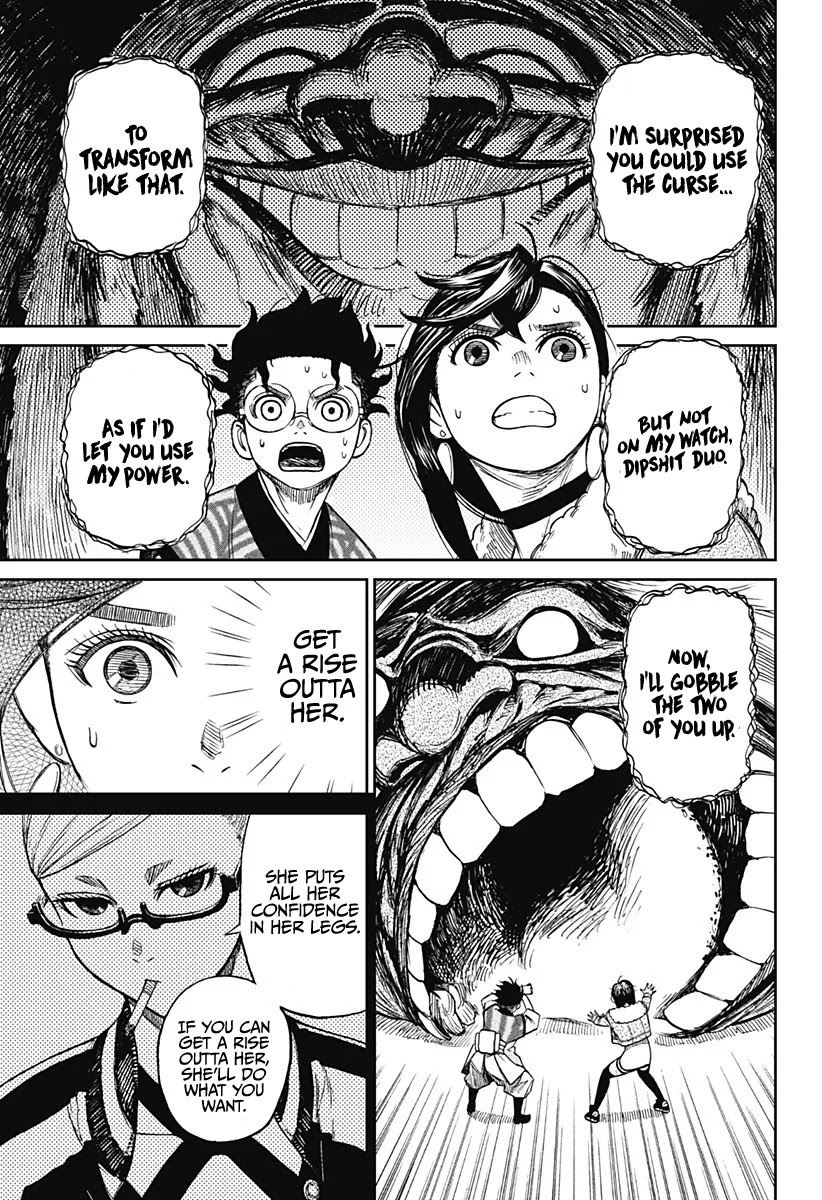 I'M SURPRISED
YOU COULD USE
THE CURSE...
TO
TRANSFORM
LIKE THAT.
BUT NOT
ON MY WATCH,
DIPSHIT DUO.
AS IF I'D
LET YOU USE
MY POWER.
NOW,
I'LL GOBBLE
THE TWO
OF YOU UP.
GET
A RISE
OUTTA
HER.
SHE PUTS
ALL HER
CONFIDENCE
IN HER LEGS.
IF YOU CAN
GET A RISE
OUTTA HER,
SHE'LL DO
WHAT YOU
WANT.